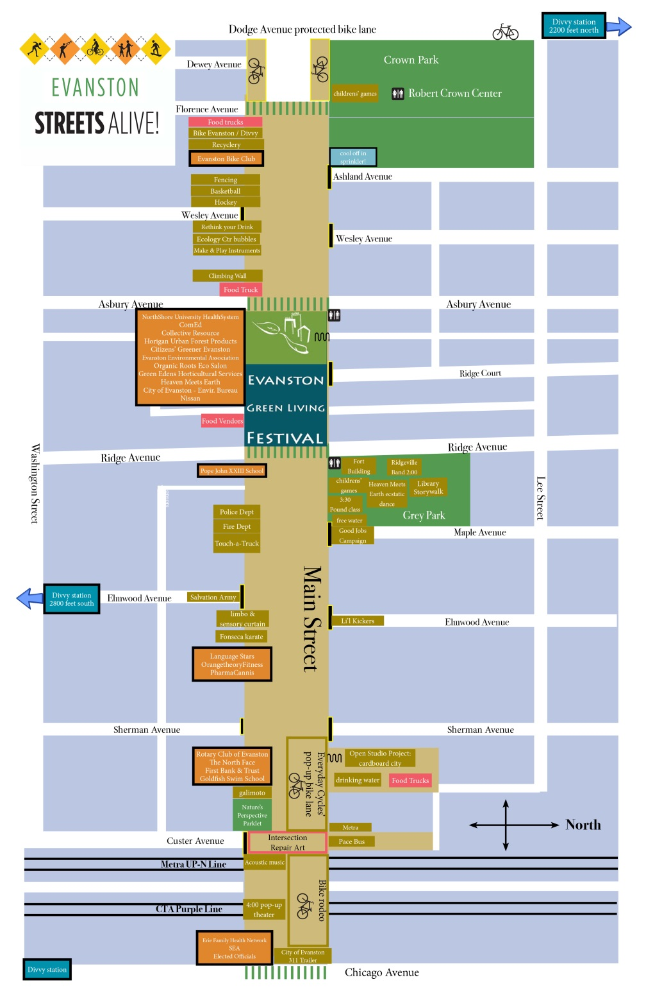 Dodge Avenue protected bike lane
Divvy station
2200 feet north
EVANSTON
STREETS ALIVE!
Dewey Avenue
Crown Park
childrens' games
Robert Crown Center
Florence Avenue
Food trucks
Bike Evanston / Divvy
Recyclery
Evanston Bike Club
cool off in
sprinkler!
Ashland Avenue
Fencing
Basketball
Hockey
Wesley Avenue
Rethink your Drink
Ecology Ctr bubbles
Make & Play Instruments
Wesley Avenue
Climbing Wall
Food Truck
Asbury Avenue
Asbury Avenue
NorthShore University HealthSystem
ComEd
Collective Resource
Horigan Urban Forest Products
Citizens' Greener Evanston
Evanston Environmental Association
Organic Roots Eco Salon
Green Edens Horticultural Services
Heaven Meets Earth
City of Evanston - Envir. Bureau
Nissan
EVANSTON
GREEN LIVING
FESTIVAL
Ridge Court
Food Vendors
Washington Street
Ridge Avenue
Ridge Avenue
Pope John XXIII School
Fort
Building
Ridgeville
Band 2:00
childrens'
games
Heaven Meets
Earth ecstatic
dance
Library
Storywalk
3:30
Pound class
free water
Grey Park
Lee Street
Good Jobs
Campaign
Maple Avenue
Police Dept
Fire Dept
Touch-a-Truck
Main Street
Divvy station
2800 feet south
Elmwood Avenue
Salvation Army
limbo &
sensory curtain
Fonseca karate
Li'l Kickers
Elmwood Avenue
Language Stars
OrangetheoryFitness
PharmaCannis
Sherman Avenue
Sherman Avenue
Rotary Club of Evanston
The North Face
First Bank & Trust
Goldfish Swim School
Everyday Cycles'
pop-up bike lane
Open Studio Project:
cardboard city
drinking water
Food Trucks
galimoto
Nature's
Perspective
Parklet
Metra
Pace Bus
North
Custer Avenue
Intersection
Repair Art
Metra UP-N Line
Acoustic music
Bike rodeo
CTA Purple Line
4:00 pop-up
theater
Erie Family Health Network
SEA
Elected Officials
City of Evanston
311 Trailer
Divvy station
Chicago Avenue